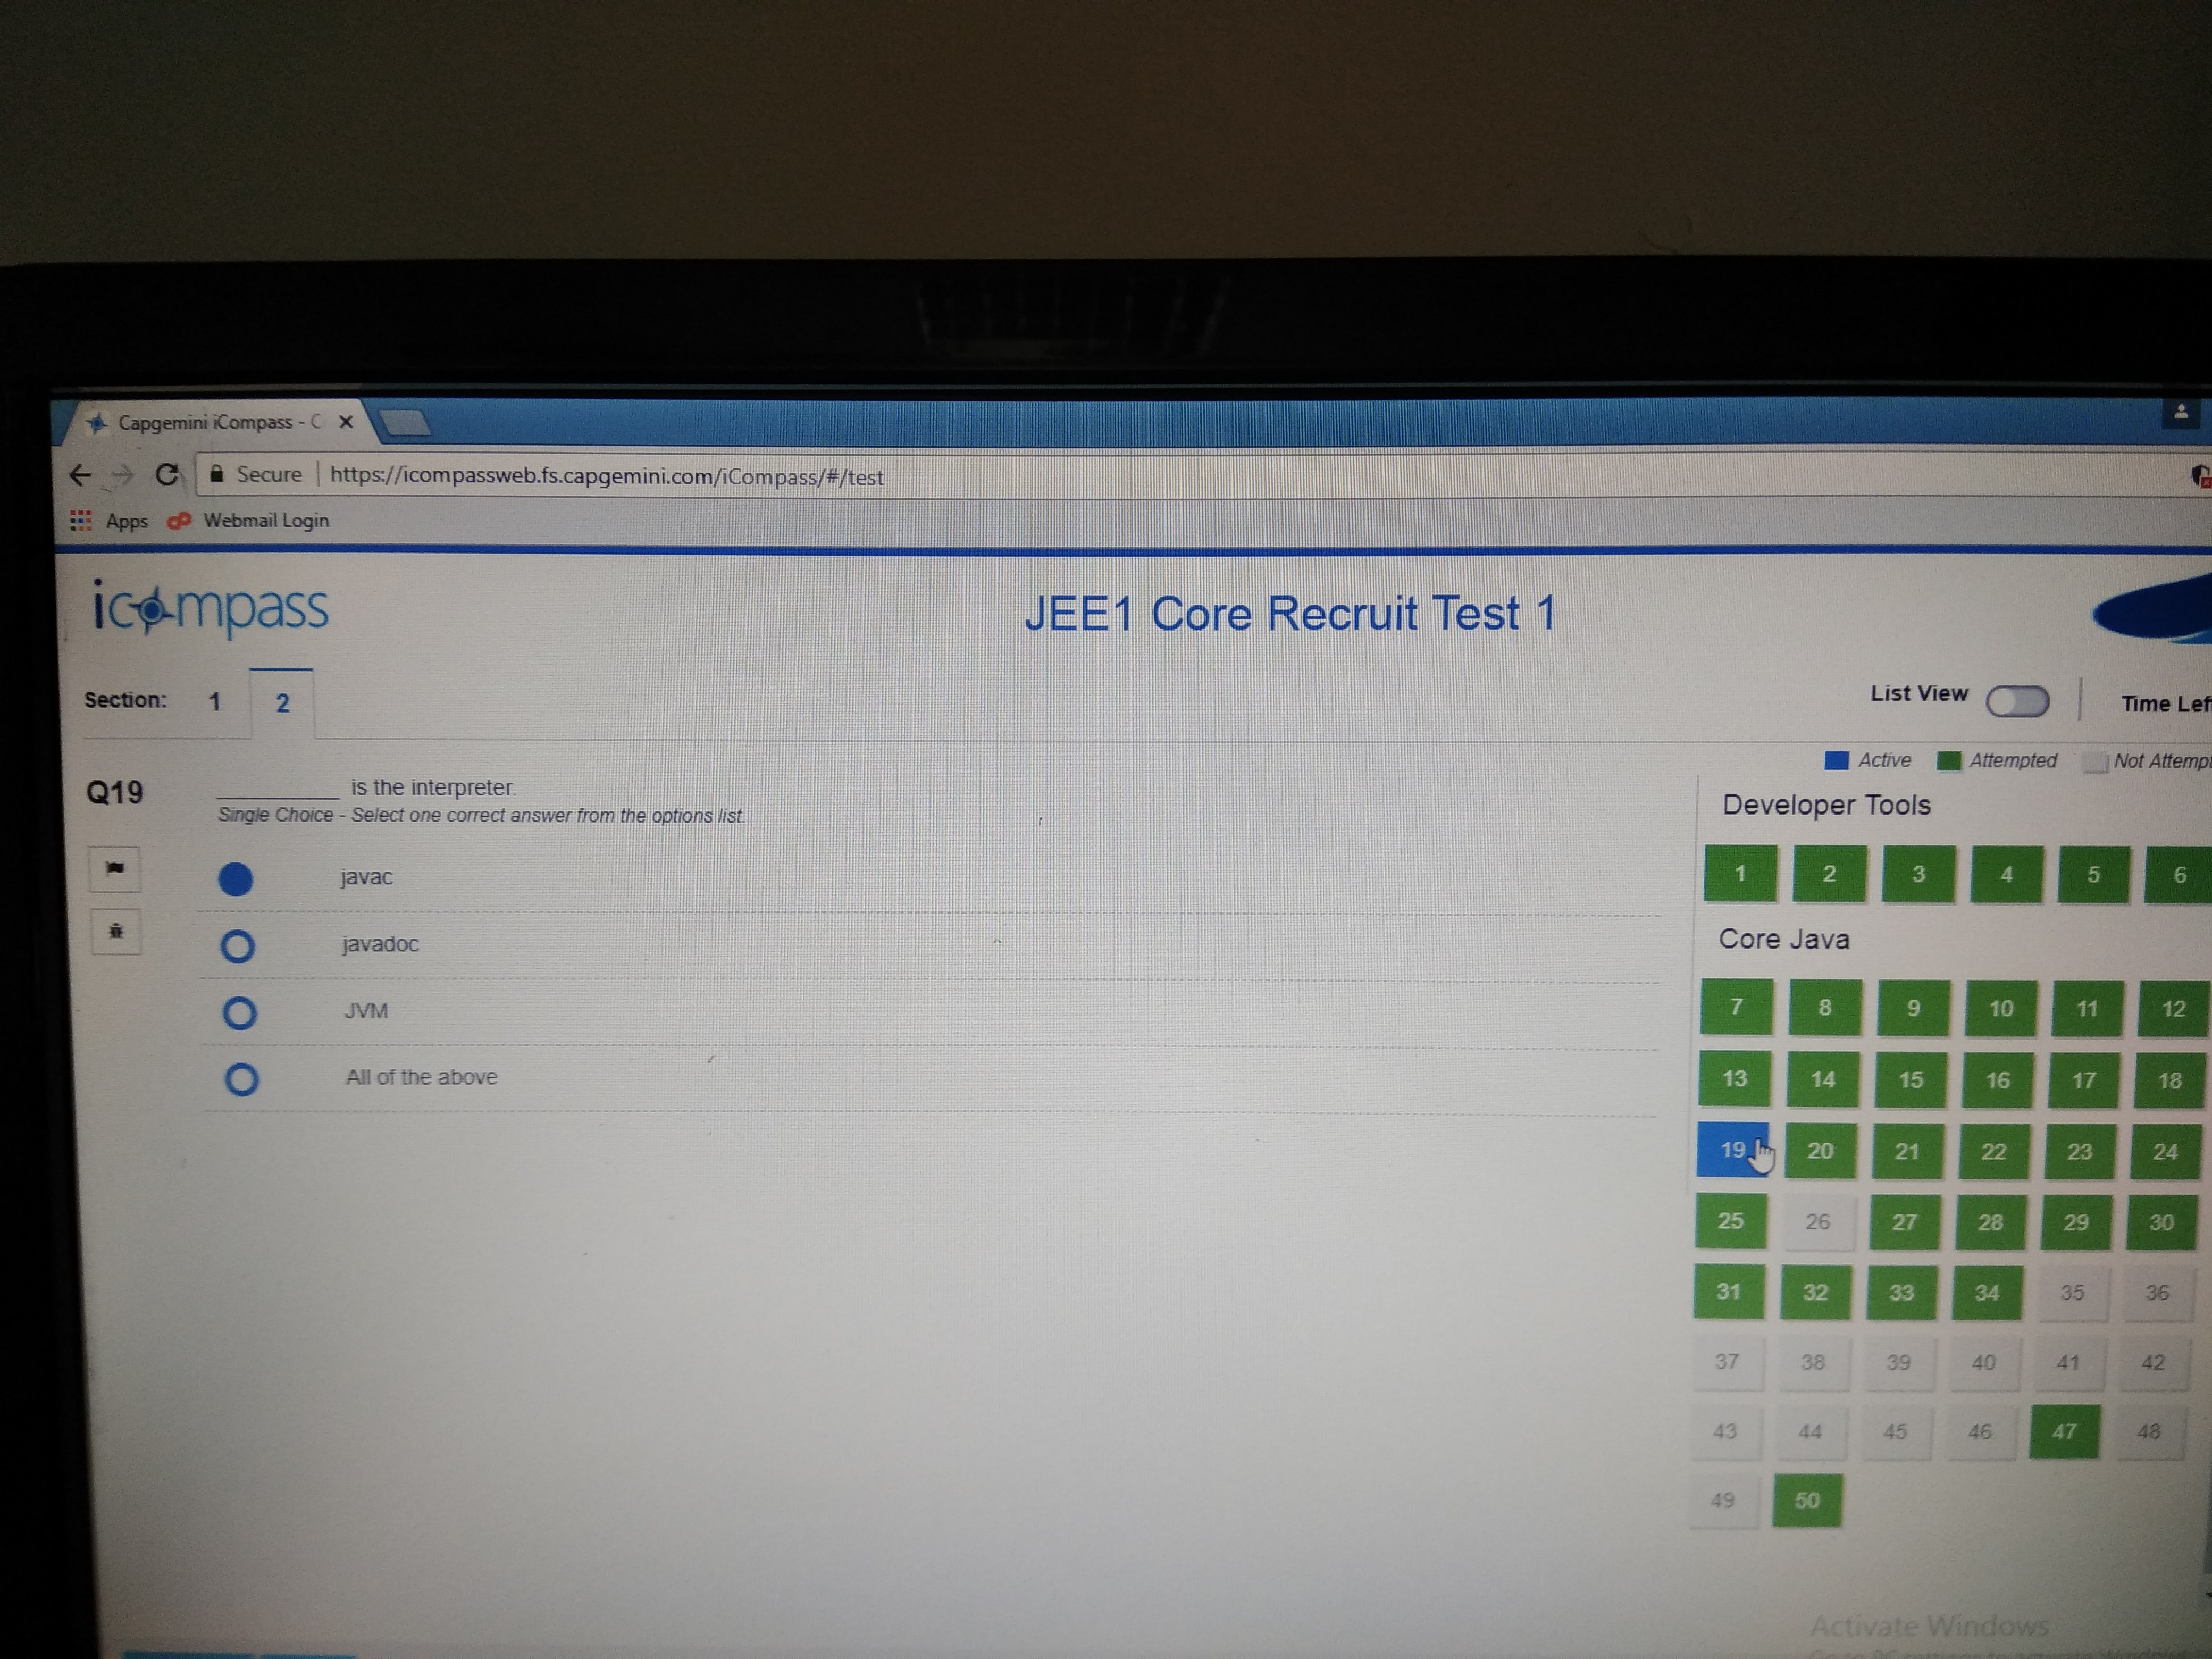 Capgemini iCompass - C
Secure https://icompassweb.fs.capgemini.com/iCompass/#/test
Apps Webmail Login
icompass
JEE1 Core Recruit Test 1
Section: 1 2
List View
Time Lef
Active Attempted Not Attemp
Q19
is the interpreter.
Single Choice - Select one correct answer from the options list.
javac
javadoc
JVM
All of the above
Developer Tools
1 2 3 4 5 6
Core Java
7 8 9 10 11 12
13 14 15 16 17 18
19 20 21 22 23 24
25 26 27 28 29 30
31 32 33 34 35 36
37 38 39 40 41 42
43 44 45 46 47 48
49 50
Activate Windows